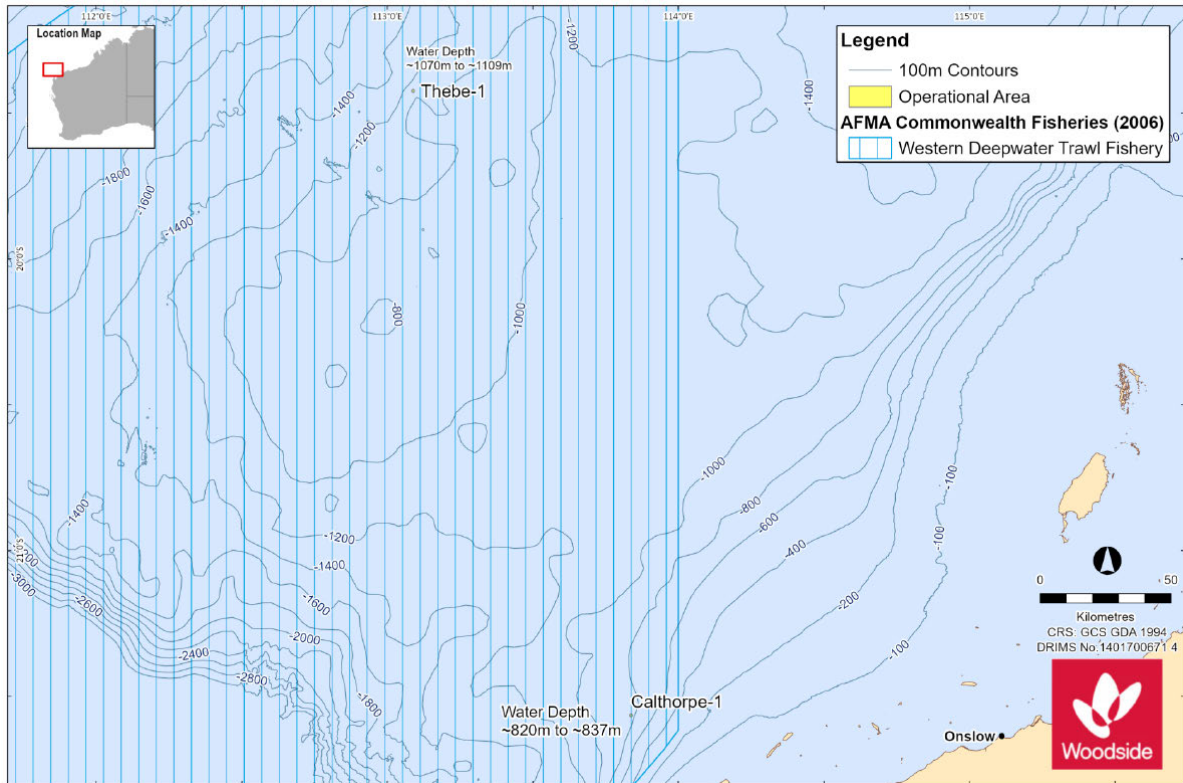 112°0'E
113°0'E
114°0'E
115°0'E
Location Map
Water Depth
~1070m to ~1109m
Thebe-1
Legend
100m Contours
Operational Area
AFMA Commonwealth Fisheries (2006)
Western Deepwater Trawl Fishery
-1200
-1400
-1400
-1200
-1800
-1600
-1400
20°0'S
-800
-1000
-1000
-100
-800
-600
-400
-100
-1400
-1200
21°0'S
-1400
-3000
-2600
-1600
-2000
-2400
-2800
-200
-100
-1800
0 50
Kilometres
CRS: GCS GDA 1994
DRIMS No:1401700671 4
Calthorpe-1
Water Depth
~820m to ~837m
Onslow
Woodside